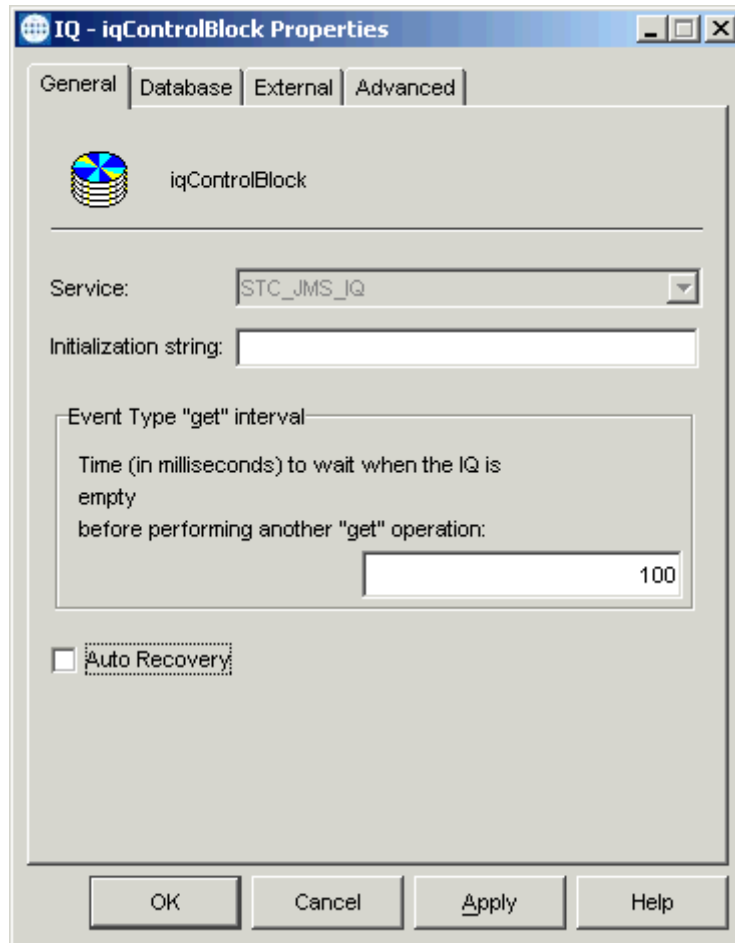 IQ - iqControlBlock Properties
General Database External Advanced
iqControlBlock
Service: STC_JMS_IQ
Initialization string:
Event Type "get" interval
Time (in milliseconds) to wait when the IQ is
empty
before performing another "get" operation:
100
Auto Recovery
OK Cancel Apply Help